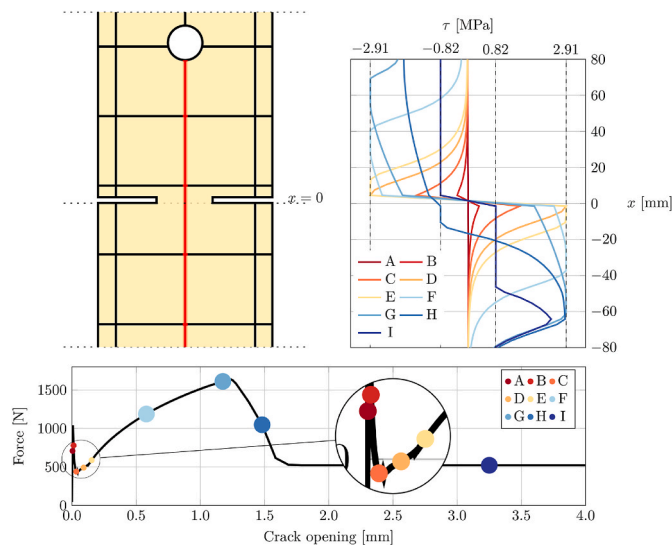 τ [MPa]
−2.91 −0.82 0.82 2.91
80
60
40
20
x = 0
0 x [mm]
−20
−40
−60
−80
A B
C D
E F
G H
I
1500
1000
500
0
Force [N]
A B C
D E F
G H I
0.0 0.5 1.0 1.5 2.0 2.5 3.0 3.5 4.0
Crack opening [mm]